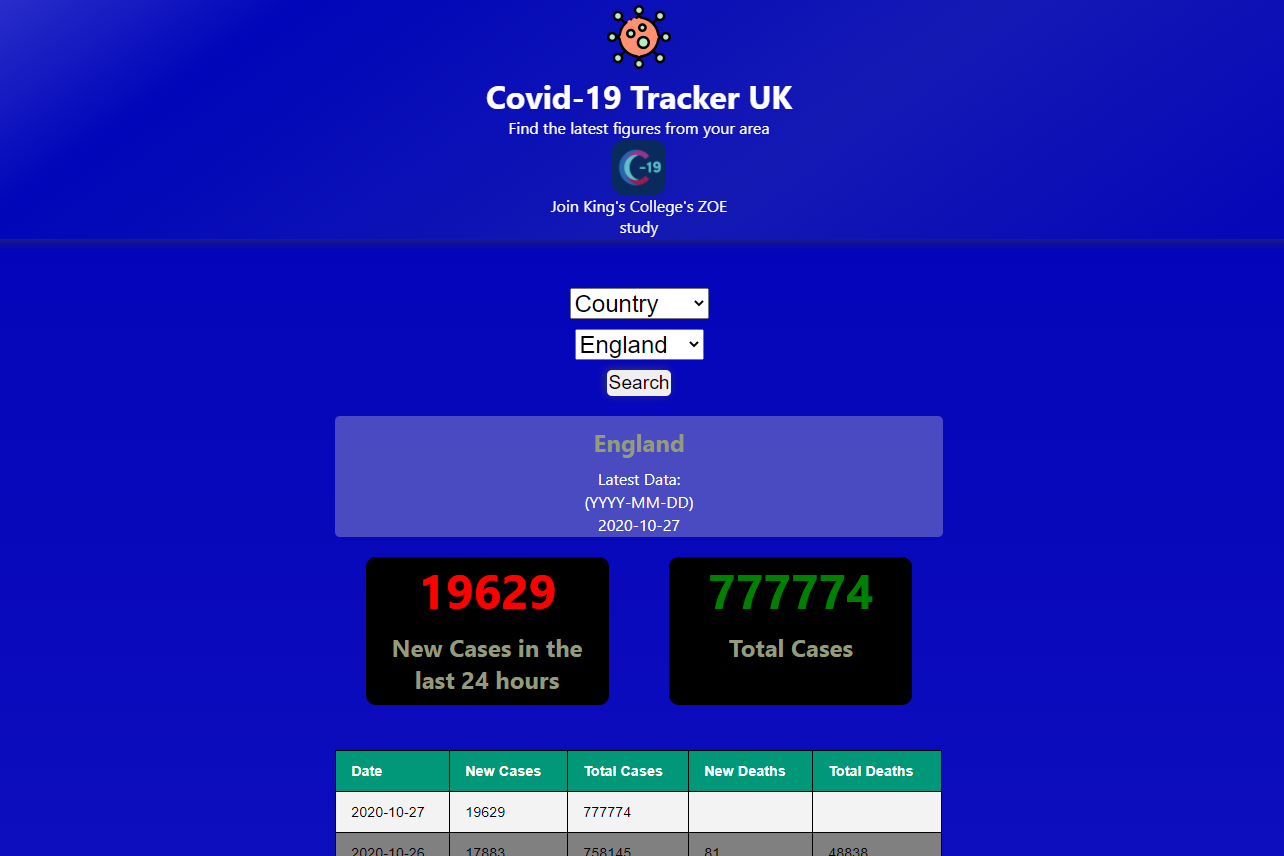 Covid-19 Tracker UK
Find the latest figures from your area
C-19
Join King's College's ZOE
study
Country
England
Search
England
Latest Data:
(YYYY-MM-DD)
2020-10-27
19629
New Cases in the
last 24 hours
777774
Total Cases
Date New Cases Total Cases New Deaths Total Deaths
2020-10-27 19629 777774
2020-10-26 17883 758145 81 48838